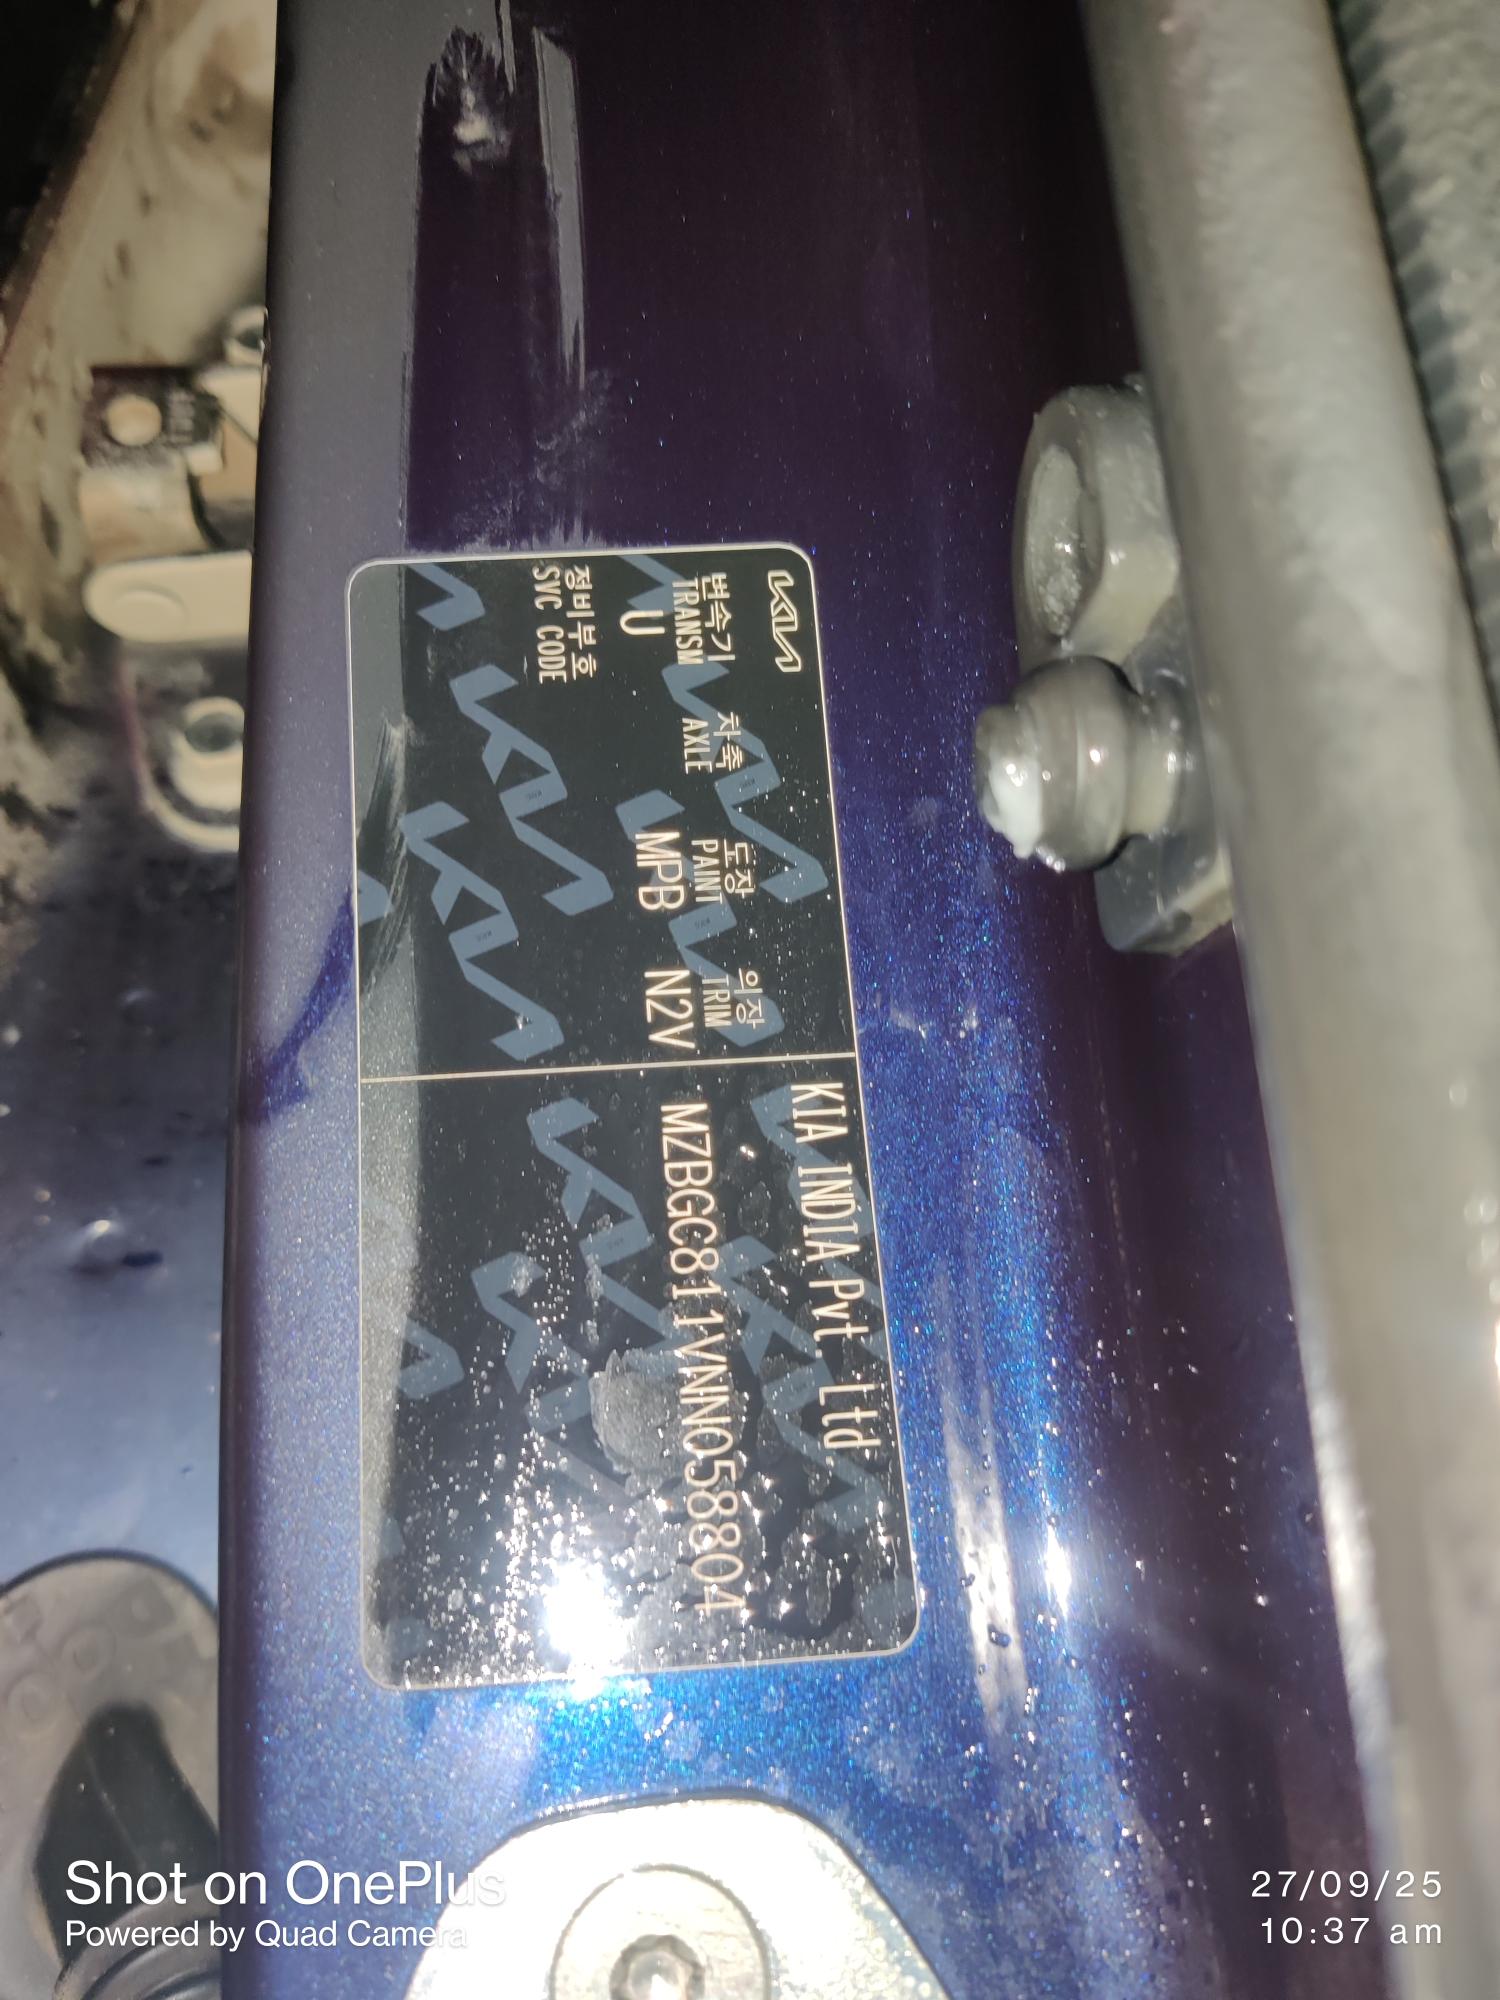 KIA
변속기 차축 도장 의장
TRANSM AXLE PAINT TRIM
U MPB N2V
정비부호
SVC CODE
KIA INDIA Pvt. Ltd.
MZBGC811VNN058804
Shot on OnePlus
Powered by Quad Camera
27/09/25
10:37 am